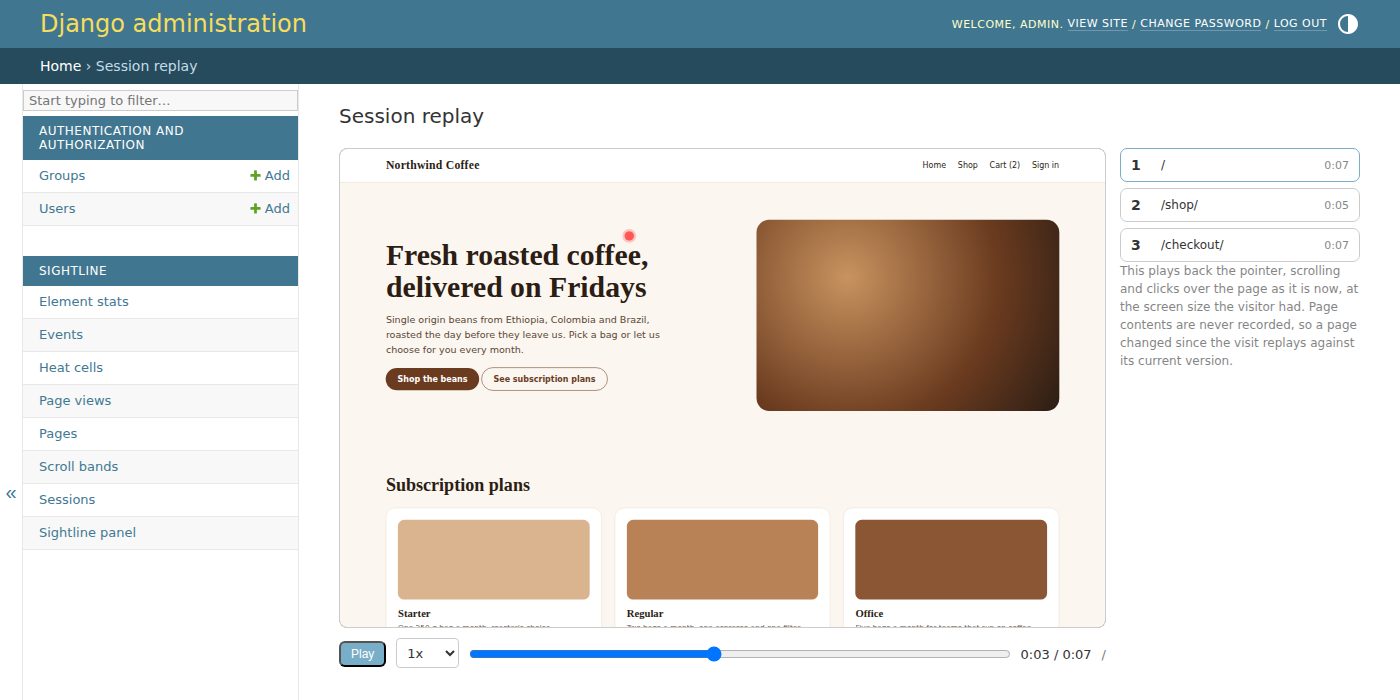 Django administration
WELCOME, ADMIN. VIEW SITE / CHANGE PASSWORD / LOG OUT
Home › Session replay
«
Start typing to filter…
AUTHENTICATION AND
AUTHORIZATION
Groups Add
Users Add
SIGHTLINE
Element stats
Events
Heat cells
Page views
Pages
Scroll bands
Sessions
Sightline panel
Session replay
Northwind Coffee
Home Shop Cart (2) Sign in
Fresh roasted coffee,
delivered on Fridays
Single origin beans from Ethiopia, Colombia and Brazil,
roasted the day before they leave us. Pick a bag or let us
choose for you every month.
Shop the beans See subscription plans
Subscription plans
Starter Regular Office
Play 1x 0:03 / 0:07 /
1 / 0:07
2 /shop/ 0:05
3 /checkout/ 0:07
This plays back the pointer, scrolling
and clicks over the page as it is now, at
the screen size the visitor had. Page
contents are never recorded, so a page
changed since the visit replays against
its current version.